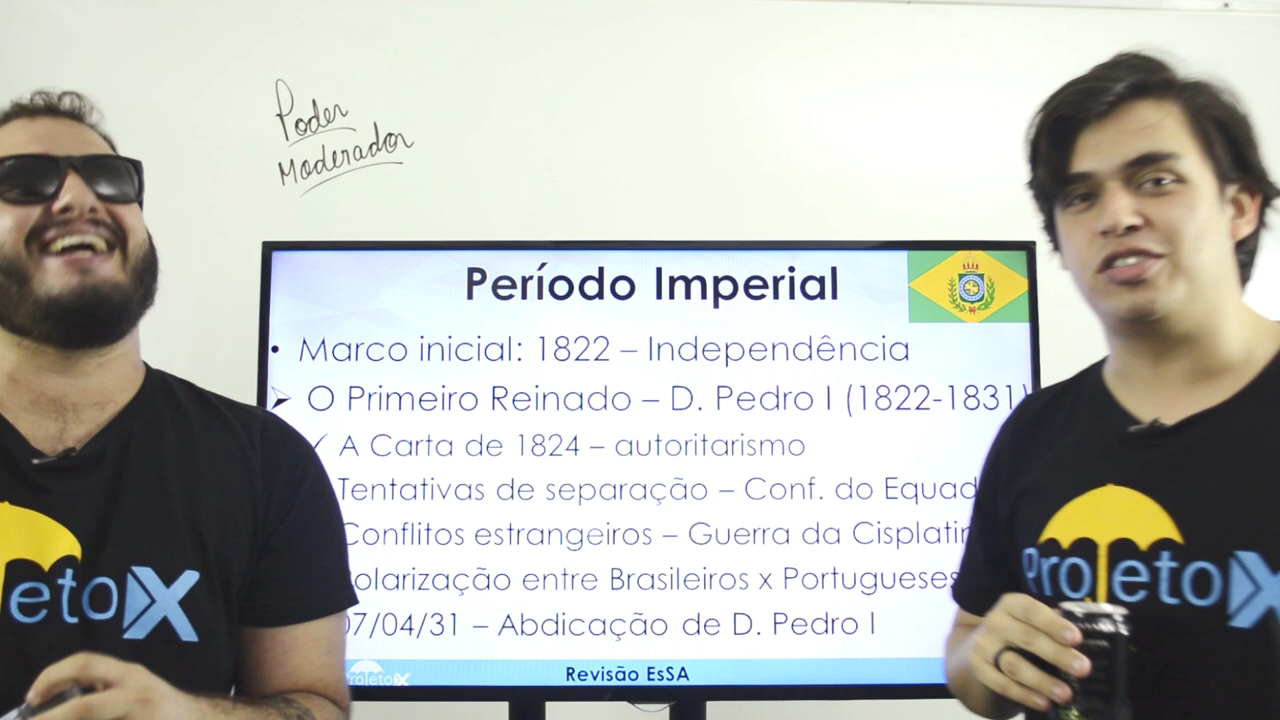 Poder
Moderador
Período Imperial
• Marco inicial: 1822 – Independência
➢ O Primeiro Reinado – D. Pedro I (1822-1831)
✓ A Carta de 1824 – autoritarismo
Tentativas de separação – Conf. do Equad
Conflitos estrangeiros – Guerra da Cisplatin
olarização entre Brasileiros x Portugueses
07/04/31 – Abdicação de D. Pedro I
ProjetoX
Revisão EsSA
etoX
ProjetoX